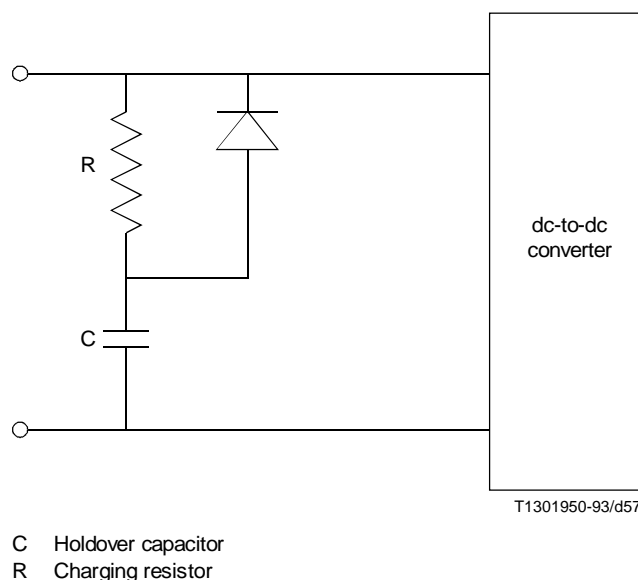 R
dc-to-dc
converter
C
T1301950-93/d57
C Holdover capacitor
R Charging resistor